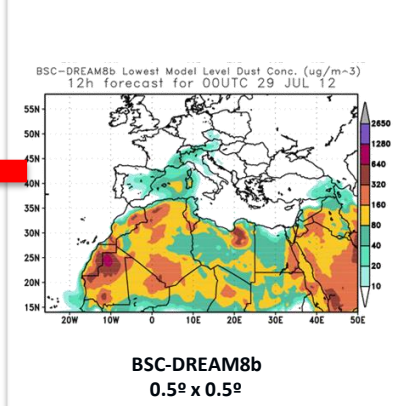 BSC-DREAM8b Lowest Model Level Dust Conc. (ug/m^3)
12h forecast for 00UTC 29 JUL 12
55N
50N
45N
40N
35N
30N
25N
20N
15N
20W
10W
0
10E
20E
30E
40E
50E
2650
1280
640
320
160
80
40
20
10
BSC-DREAM8b
0.5º x 0.5º